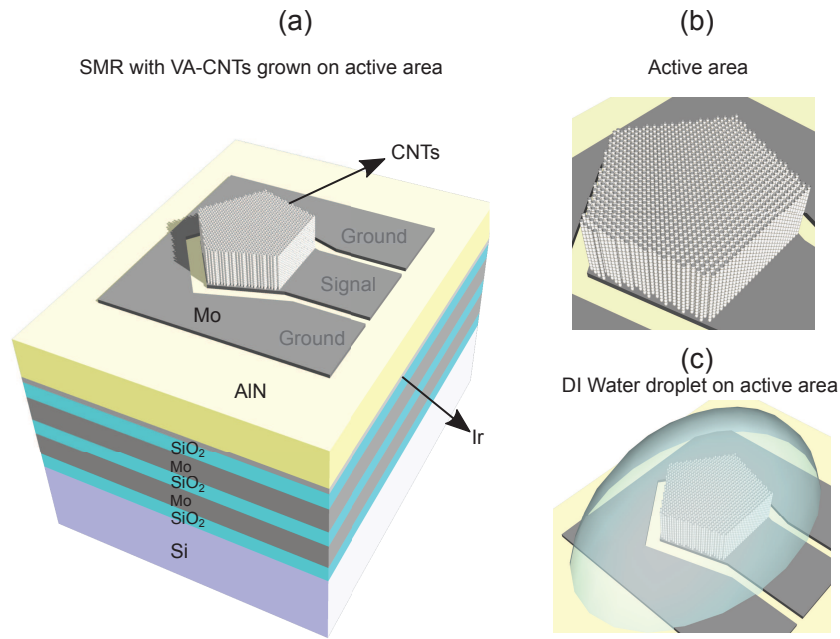 (a)
SMR with VA-CNTs grown on active area
CNTs
Ground
Signal
Mo
Ground
AlN
Ir
SiO₂
Mo
SiO₂
Mo
SiO₂
Si
(b)
Active area
(c)
DI Water droplet on active area